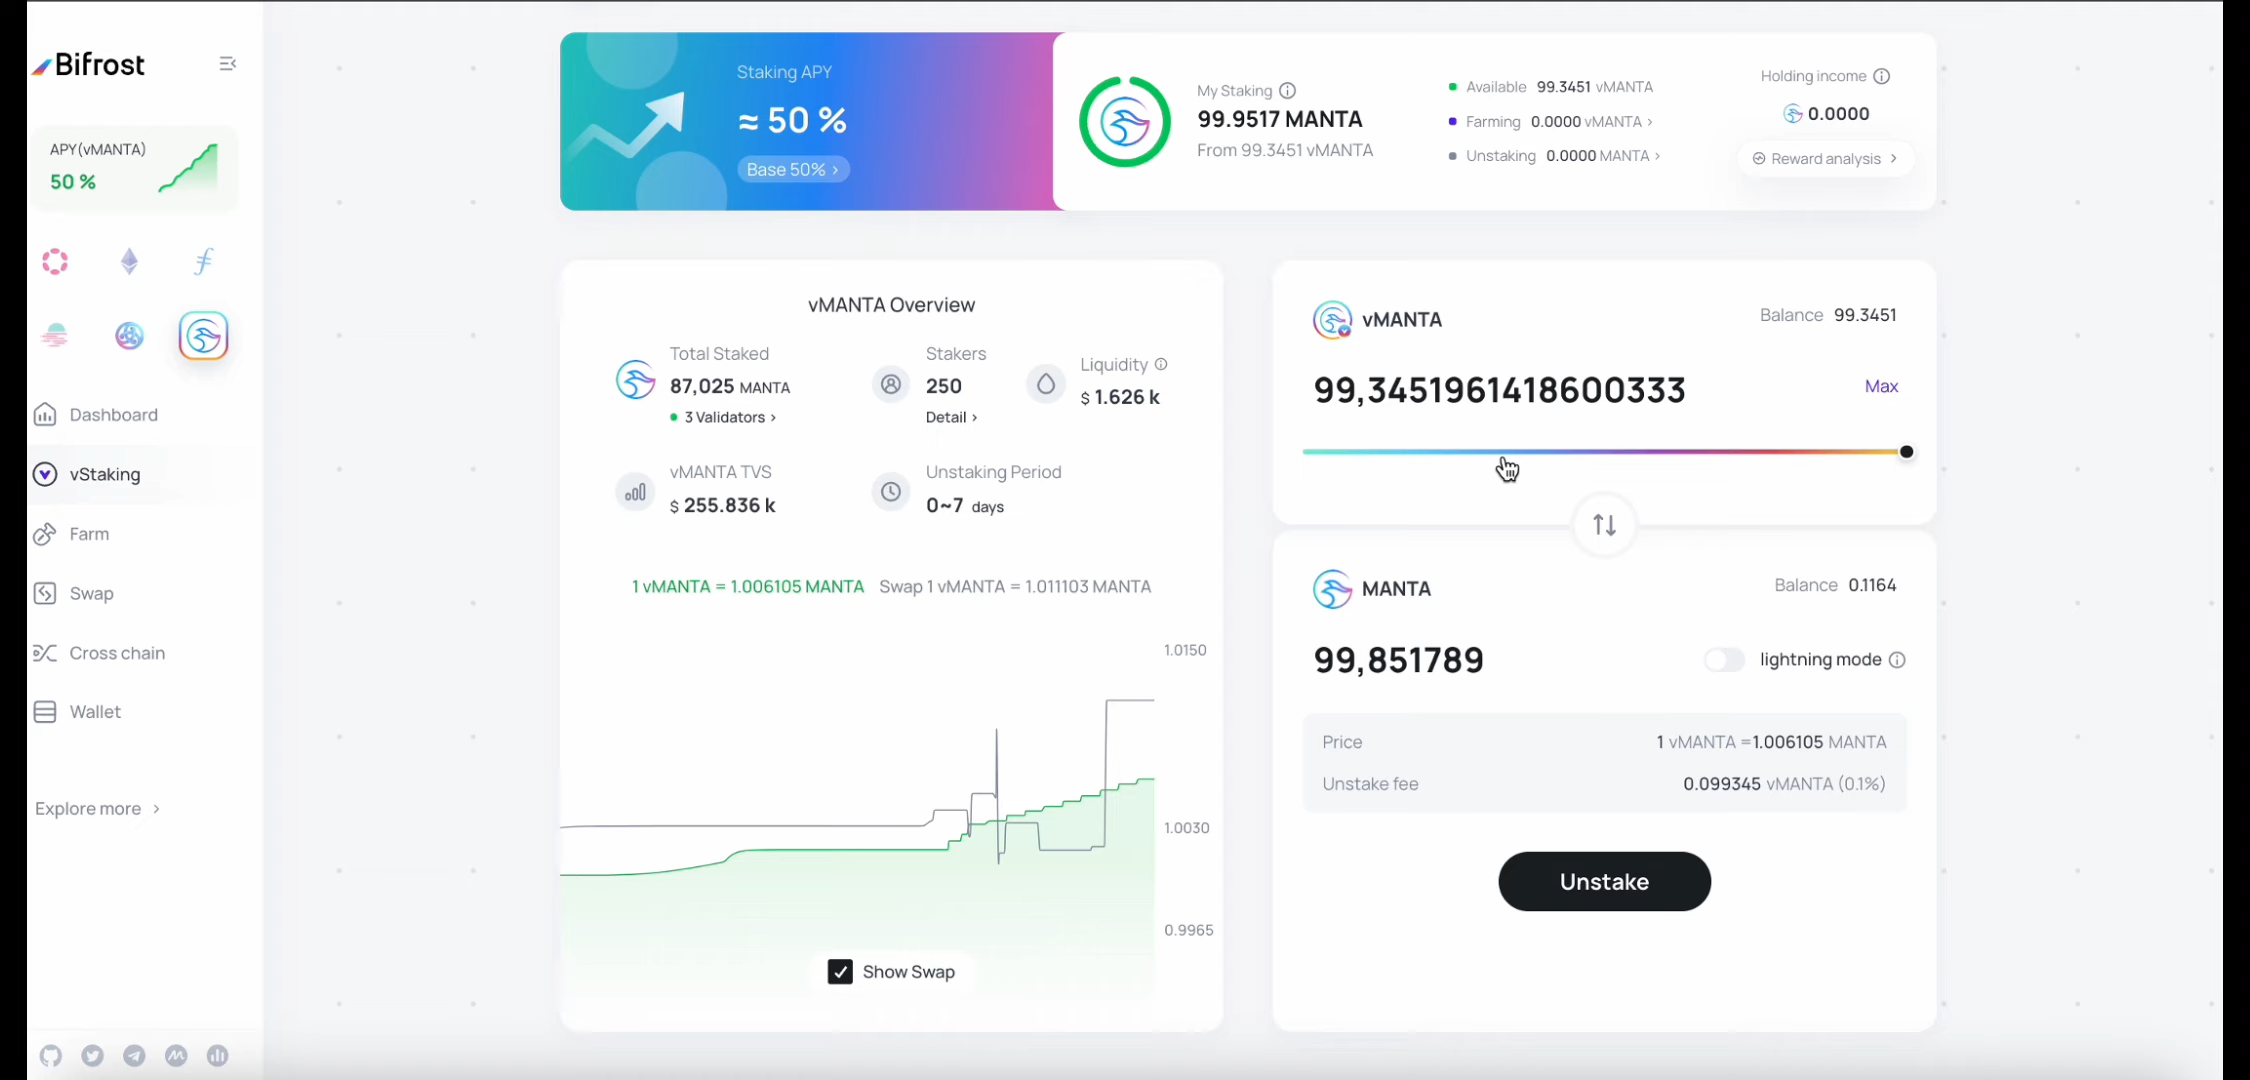 Bifrost
APY(vMANTA)
50 %
Dashboard
vStaking
Farm
Swap
Cross chain
Wallet
Explore more >
Staking APY
≈ 50 %
Base 50% >
My Staking
99.9517 MANTA
From 99.3451 vMANTA
Available 99.3451 vMANTA
Farming 0.0000 vMANTA >
Unstaking 0.0000 MANTA >
Holding income
0.0000
Reward analysis >
vMANTA Overview
Total Staked
87,025 MANTA
3 Validators >
Stakers
250
Detail >
Liquidity
$ 1.626 k
vMANTA TVS
$ 255.836 k
Unstaking Period
0~7 days
1 vMANTA = 1.006105 MANTA Swap 1 vMANTA = 1.011103 MANTA
1.0150
1.0030
0.9965
Show Swap
vMANTA
Balance 99.3451
99,3451961418600333
Max
MANTA
Balance 0.1164
99,851789
lightning mode
Price 1 vMANTA =1.006105 MANTA
Unstake fee 0.099345 vMANTA (0.1%)
Unstake